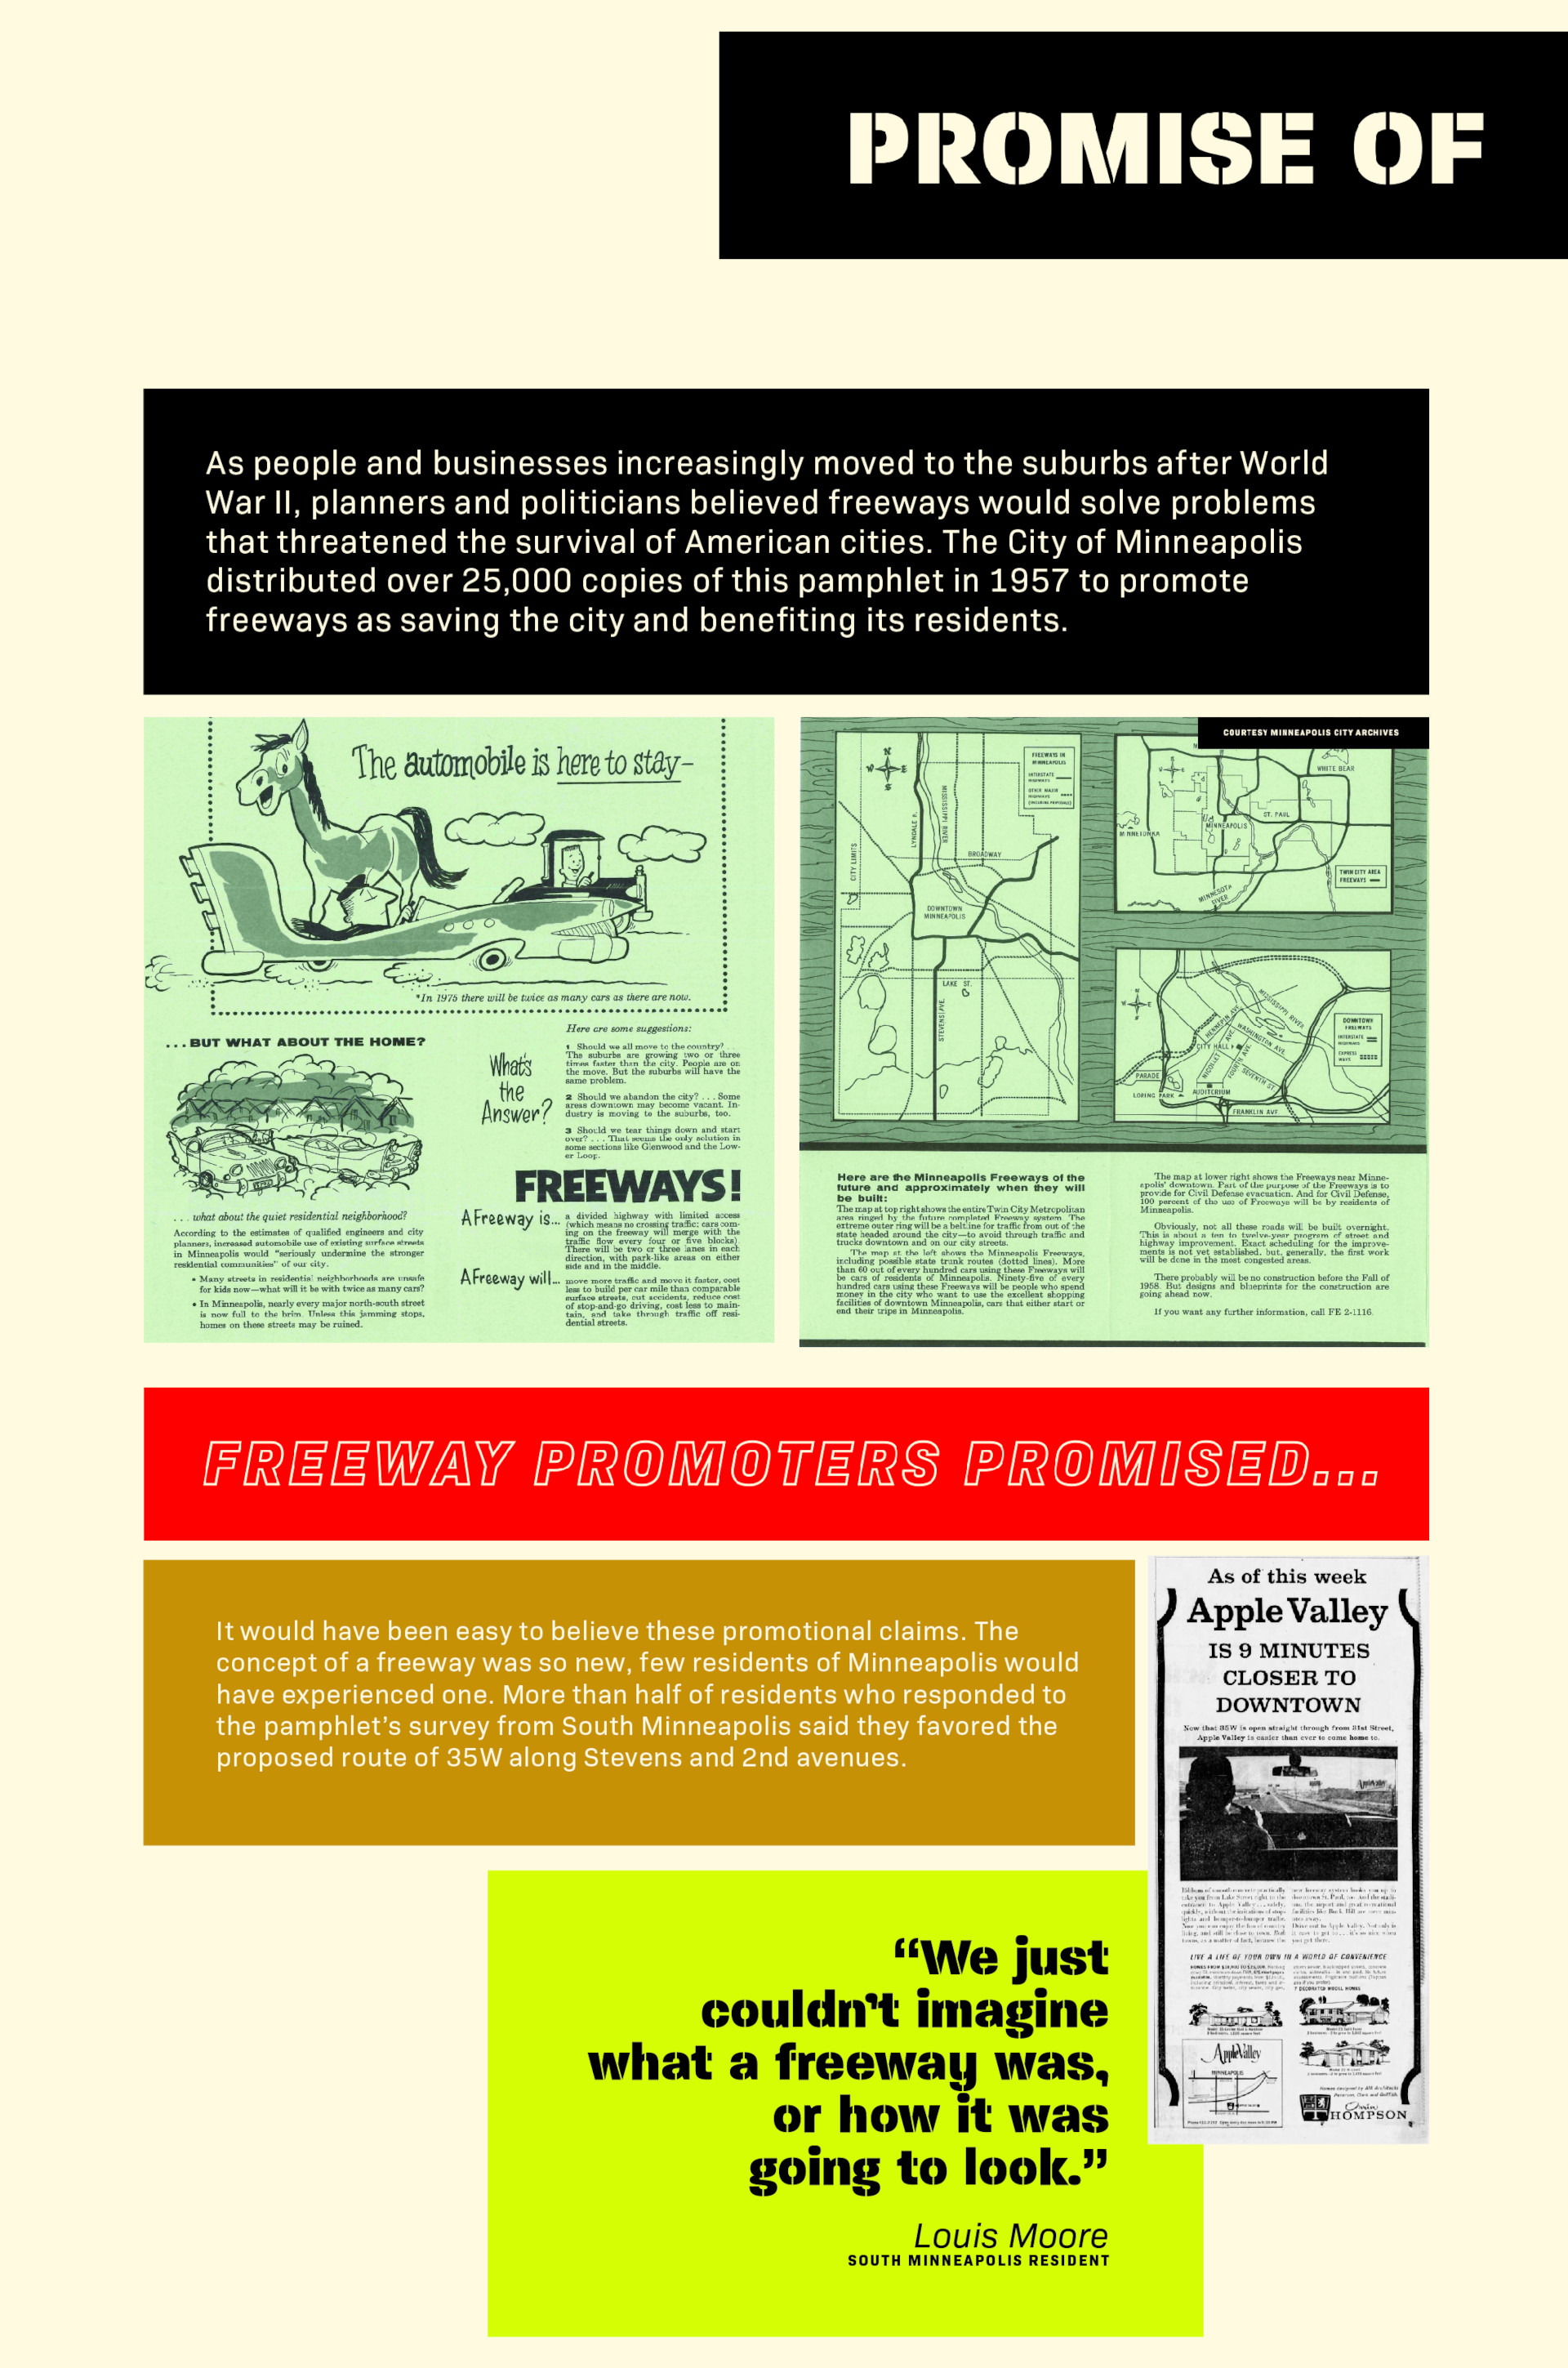 PROMISE OF
As people and businesses increasingly moved to the suburbs after World
War II, planners and politicians believed freeways would solve problems
that threatened the survival of American cities. The City of Minneapolis
distributed over 25,000 copies of this pamphlet in 1957 to promote
freeways as saving the city and benefiting its residents.
The automobile is here to stay–
*In 1975 there will be twice as many cars as there are now.
...BUT WHAT ABOUT THE HOME?
. . . what about the quiet residential neighborhood?
According to the estimates of qualified engineers and city
planners, increased automobile use of existing surface streets
in Minneapolis would "seriously undermine the stronger
residential communities" of our city.
• Many streets in residential neighborhoods are unsafe
for kids now—what will it be with twice as many cars?
• In Minneapolis, nearly every major north-south street
is now full to the brim. Unless this jamming stops,
homes on these streets may be ruined.
What's
the
Answer?
Here are some suggestions:
1 Should we all move to the country? . .
The suburbs are growing two or three
times faster than the city. People are on
the move. But the suburbs will have the
same problem.
2 Should we abandon the city? . . . Some
areas downtown may become vacant. In-
dustry is moving to the suburbs, too.
3 Should we tear things down and start
over? . . . That seems the only solution in
some sections like Glenwood and the Low-
er Loop.
FREEWAYS!
A Freeway is...
a divided highway with limited access
(which means no crossing traffic; cars com-
ing on the freeway will merge with the
traffic flow every four or five blocks).
There will be two or three lanes in each
direction, with park-like areas on either
side and in the middle.
A Freeway will...
move more traffic and move it faster, cost
less to build per car mile than comparable
surface streets, cut accidents, reduce cost
of stop-and-go driving, cost less to main-
tain, and take through traffic off resi-
dential streets.
COURTESY MINNEAPOLIS CITY ARCHIVES
N
W E
S
FREEWAYS IN
MINNEAPOLIS
INTERSTATE
HIGHWAYS
OTHER MAJOR
HIGHWAYS
(INCLUDING PROPOSED)
CITY LIMITS
LYNDALE
MISSISSIPPI RIVER
BROADWAY
DOWNTOWN
MINNEAPOLIS
LAKE ST.
STEVENS AVE.
WHITE BEAR
ST. PAUL
MINNEAPOLIS
MINNETONKA
MINNESOTA
RIVER
TWIN CITY AREA
FREEWAYS
MISSISSIPPI RIVER
HENNEPIN AV.
WASHINGTON AVE.
CITY HALL
NICOLLET AVE.
FOURTH AVE.
SEVENTH ST.
PARADE
LORING PARK
AUDITORIUM
FRANKLIN AVE
DOWNTOWN
FREEWAYS
INTERSTATE
HIGHWAYS
EXPRESS
WAYS
Here are the Minneapolis Freeways of the
future and approximately when they will
be built:
The map at top right shows the entire Twin City Metropolitan
area ringed by the future completed Freeway system. The
extreme outer ring will be a beltline for traffic from out of the
state headed around the city—to avoid through traffic and
trucks downtown and on our city streets.
The map at the left shows the Minneapolis Freeways,
including possible state trunk routes (dotted lines). More
than 60 out of every hundred cars using these Freeways will
be cars of residents of Minneapolis. Ninety-five of every
hundred cars using these Freeways will be people who spend
money in the city who want to use the excellent shopping
facilities of downtown Minneapolis, cars that either start or
end their trips in Minneapolis.
The map at lower right shows the Freeways near Minne-
apolis' downtown. Part of the purpose of the Freeways is to
provide for Civil Defense evacuation. And for Civil Defense,
100 percent of the use of Freeways will be by residents of
Minneapolis.
Obviously, not all these roads will be built overnight.
This is about a ten to twelve-year program of street and
highway improvement. Exact scheduling for the improve-
ments is not yet established, but, generally, the first work
will be done in the most congested areas.
There probably will be no construction before the Fall of
1958. But designs and blueprints for the construction are
going ahead now.
If you want any further information, call FE 2-1116.
FREEWAY PROMOTERS PROMISED...
It would have been easy to believe these promotional claims. The
concept of a freeway was so new, few residents of Minneapolis would
have experienced one. More than half of residents who responded to
the pamphlet's survey from South Minneapolis said they favored the
proposed route of 35W along Stevens and 2nd avenues.
As of this week
Apple Valley
IS 9 MINUTES
CLOSER TO
DOWNTOWN
Now that 35W is open straight through from 31st Street,
Apple Valley is easier than ever to come home to.
LIVE A LIFE OF YOUR OWN IN A WORLD OF CONVENIENCE
7 DECORATED MODEL HOMES
Apple Valley
MINNEAPOLIS
Orrin
THOMPSON
“We just
couldn’t imagine
what a freeway was,
or how it was
going to look.”
Louis Moore
SOUTH MINNEAPOLIS RESIDENT